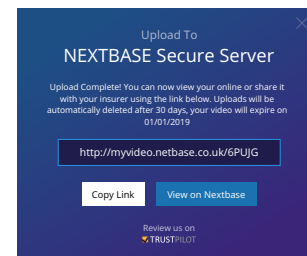 Upload To
NEXTBASE Secure Server
Upload Complete! You can now view your online or share it
with your insurer using the link below. Uploads will be
automatically deleted after 30 days, your video will expire on
01/01/2019
http://myvideo.netbase.co.uk/6PUJG
Copy Link
View on Nextbase
Review us on
TRUSTPILOT